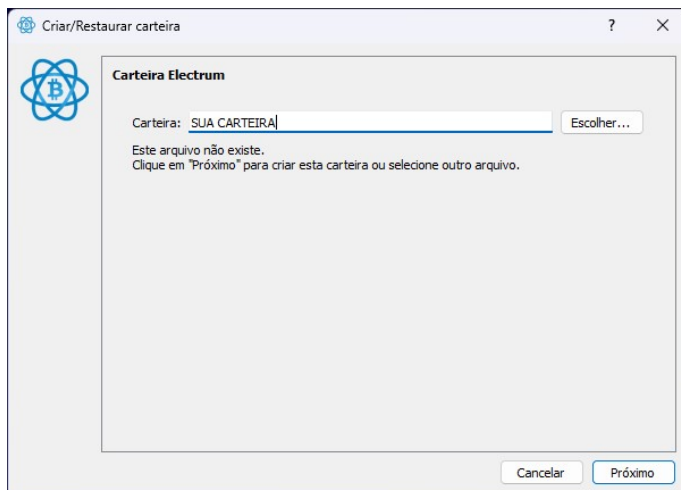 Criar/Restaurar carteira
Carteira Electrum
Carteira: SUA CARTEIRA Escolher...
Este arquivo não existe.
Clique em "Próximo" para criar esta carteira ou selecione outro arquivo.
Cancelar Próximo